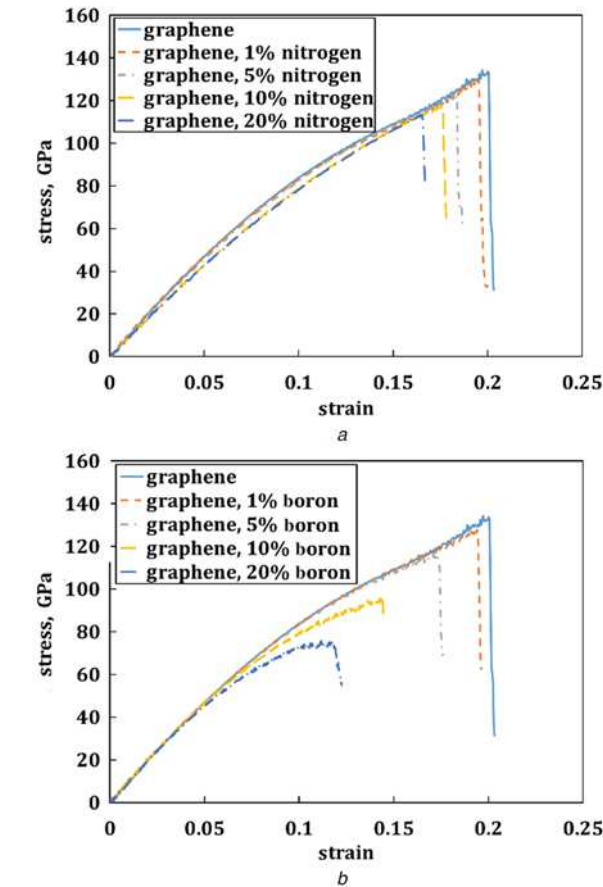 160
140
120
100
80
60
40
20
0
stress, GPa
graphene
graphene, 1% nitrogen
graphene, 5% nitrogen
graphene, 10% nitrogen
graphene, 20% nitrogen
0 0.05 0.1 0.15 0.2 0.25
strain
a
160
140
120
100
80
60
40
20
0
stress, GPa
graphene
graphene, 1% boron
graphene, 5% boron
graphene, 10% boron
graphene, 20% boron
0 0.05 0.1 0.15 0.2 0.25
strain
b